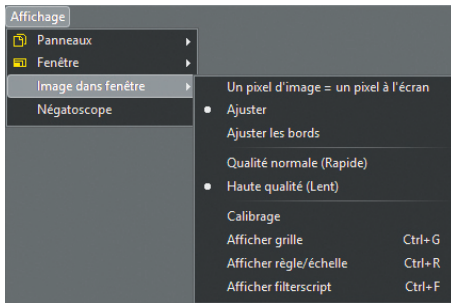 Affichage
Panneaux
Fenêtre
Image dans fenêtre
Négatoscope
Un pixel d'image = un pixel à l'écran
Ajuster
Ajuster les bords
Qualité normale (Rapide)
Haute qualité (Lent)
Calibrage
Afficher grille Ctrl+G
Afficher règle/échelle Ctrl+R
Afficher filterscript Ctrl+F